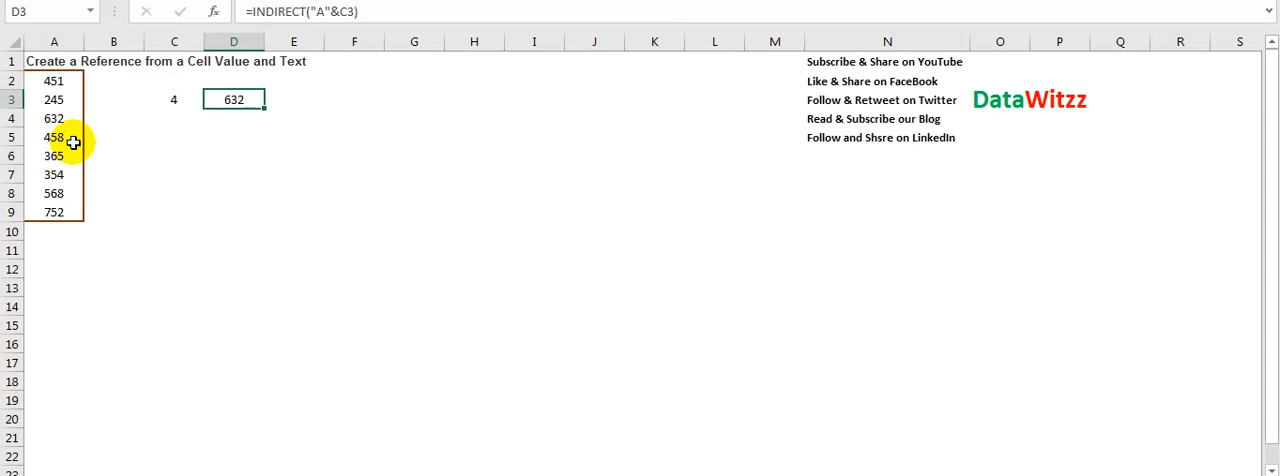 D3 fx =INDIRECT("A"&C3)
A B C D E F G H I J K L M N O P Q R S
1 Create a Reference from a Cell Value and Text Subscribe & Share on YouTube
2 451 Like & Share on FaceBook
3 245 4 632 Follow & Retweet on Twitter DataWitzz
4 632 Read & Subscribe our Blog
5 458 Follow and Shsre on LinkedIn
6 365
7 354
8 568
9 752
10
11
12
13
14
15
16
17
18
19
20
21
22
23